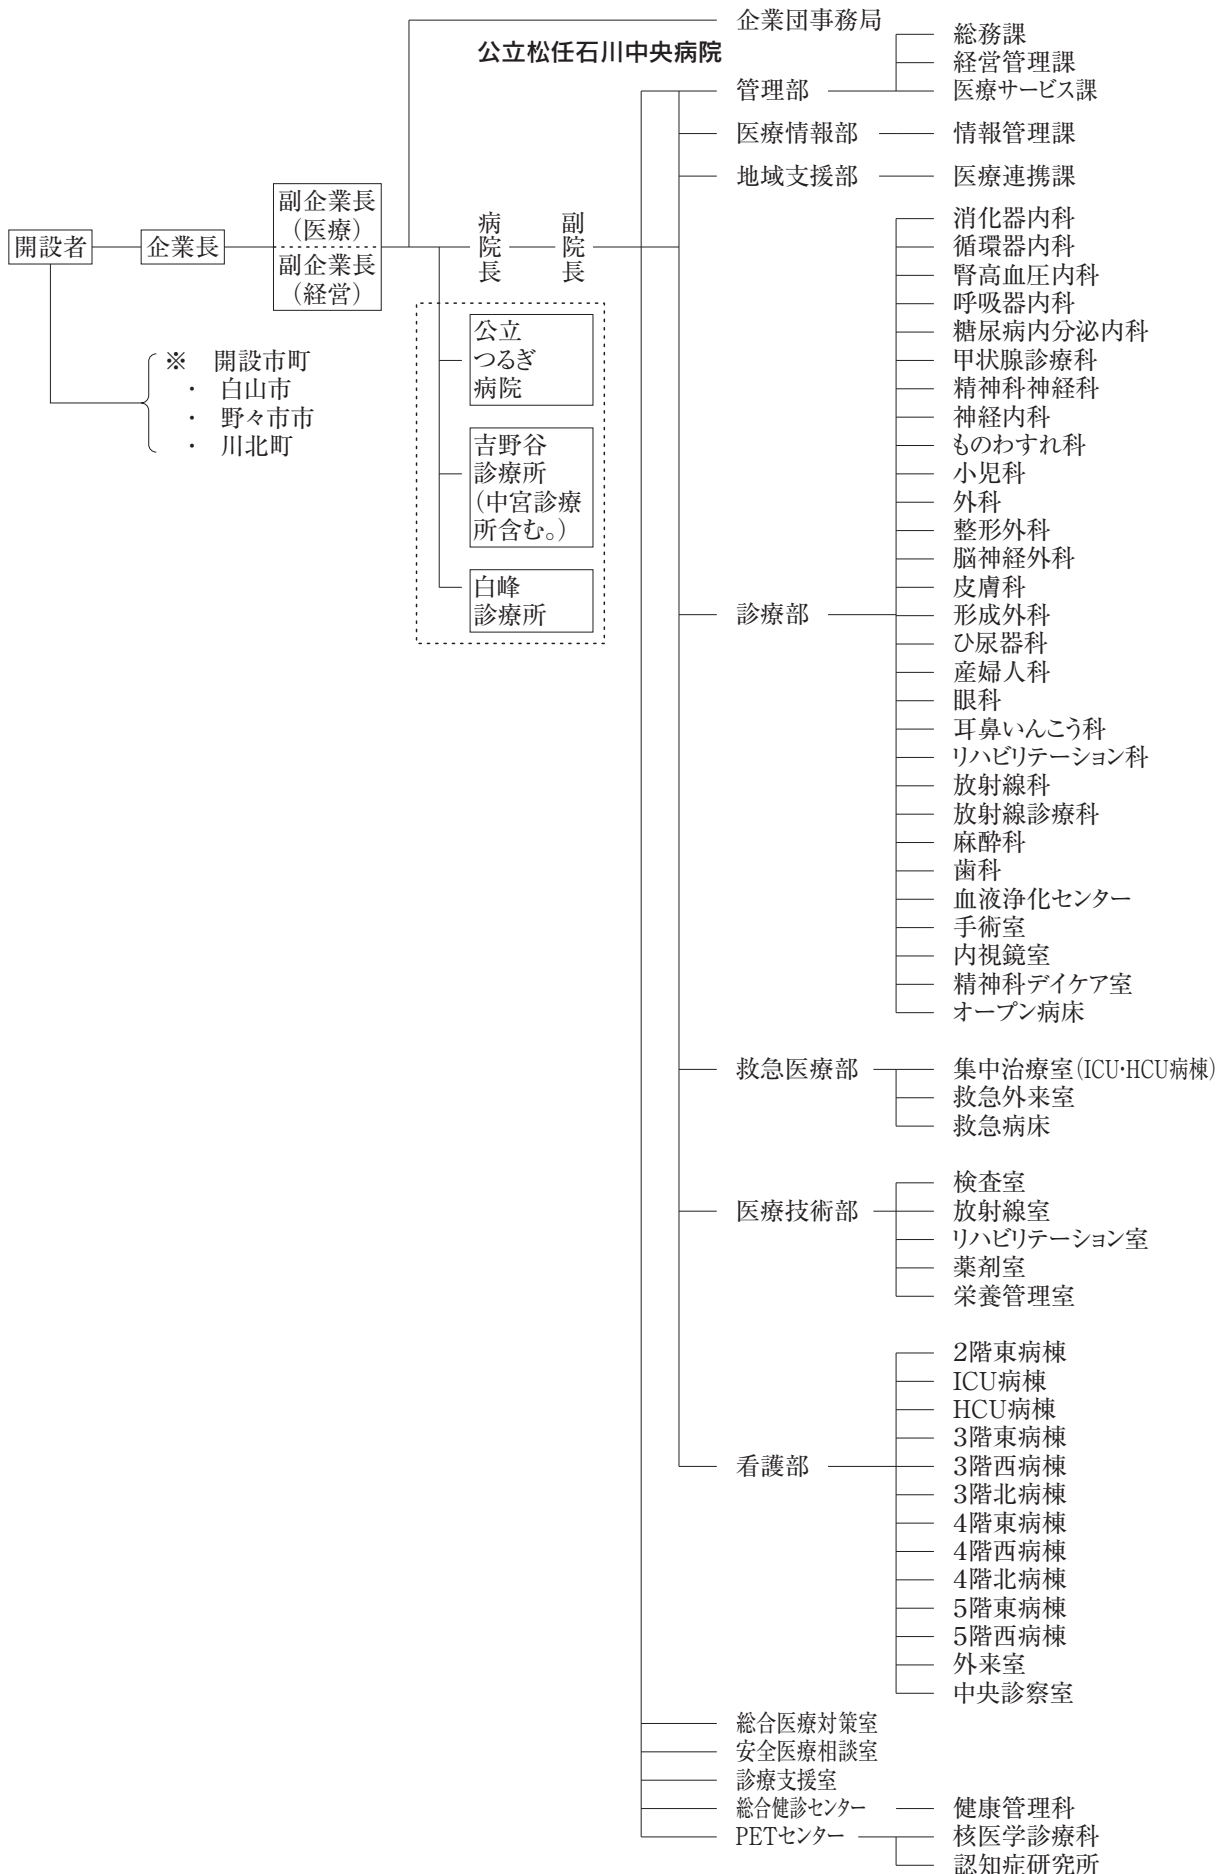 企業団事務局
公立松任石川中央病院
管理部
総務課
経営管理課
医療サービス課
医療情報部
情報管理課
地域支援部
医療連携課
開設者
企業長
副企業長
(医療)
副企業長
(経営)
病院長
副院長
※ 開設市町
・ 白山市
・ 野々市市
・ 川北町
公立
つるぎ
病院
吉野谷
診療所
(中宮診療
所含む。)
白峰
診療所
診療部
消化器内科
循環器内科
腎高血圧内科
呼吸器内科
糖尿病内分泌内科
甲状腺診療科
精神科神経科
神経内科
ものわすれ科
小児科
外科
整形外科
脳神経外科
皮膚科
形成外科
ひ尿器科
産婦人科
眼科
耳鼻いんこう科
リハビリテーション科
放射線科
放射線診療科
麻酔科
歯科
血液浄化センター
手術室
内視鏡室
精神科デイケア室
オープン病床
救急医療部
集中治療室(ICU・HCU病棟)
救急外来室
救急病床
医療技術部
検査室
放射線室
リハビリテーション室
薬剤室
栄養管理室
看護部
2階東病棟
ICU病棟
HCU病棟
3階東病棟
3階西病棟
3階北病棟
4階東病棟
4階西病棟
4階北病棟
5階東病棟
5階西病棟
外来室
中央診察室
総合医療対策室
安全医療相談室
診療支援室
総合健診センター
健康管理科
PETセンター
核医学診療科
認知症研究所